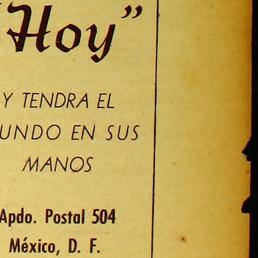 "Hoy"
Y TENDRA EL
UNDO EN SUS
MANOS
Apdo. Postal 504
México, D. F.